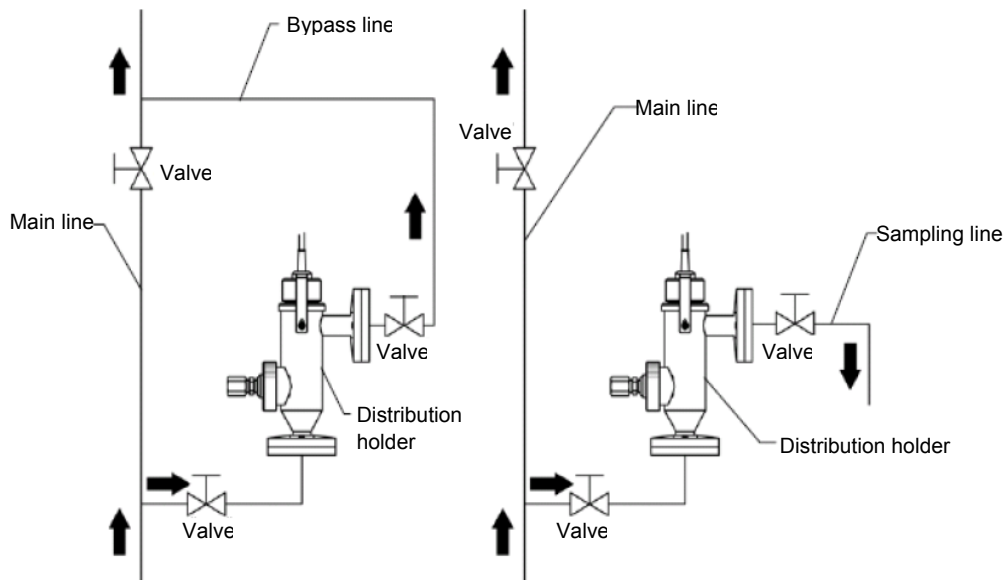 Bypass line
Valve
Main line
Valve
Distribution
holder
Valve
Valve
Main line
Sampling line
Valve
Distribution holder
Valve